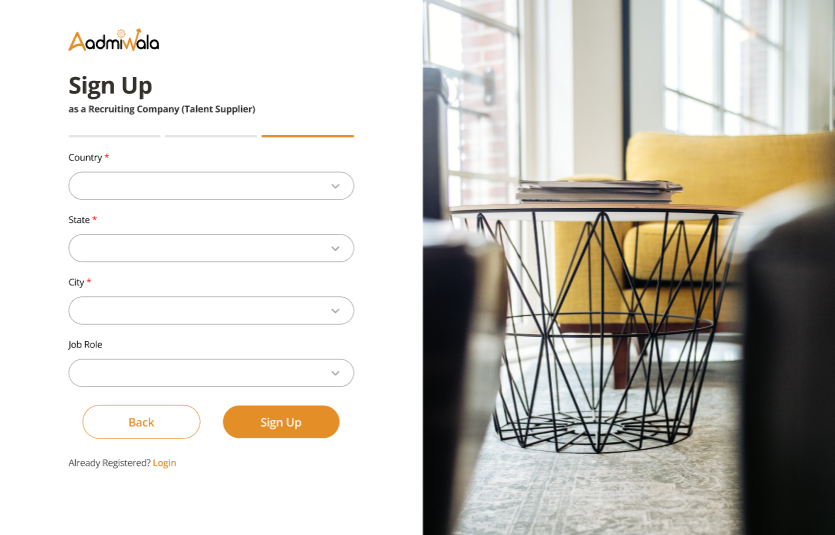 AadmiWala
Sign Up
as a Recruiting Company (Talent Supplier)
Country *
State *
City *
Job Role
Back
Sign Up
Already Registered? Login